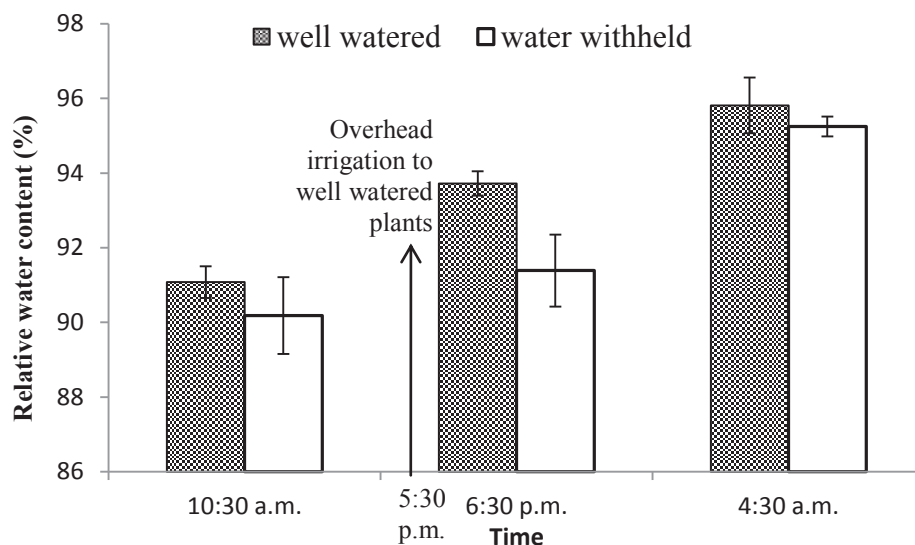 98
96
94
92
90
88
86
Relative water content (%)
well watered
water withheld
Overhead
irrigation to
well watered
plants
10:30 a.m.
5:30
p.m.
6:30 p.m.
4:30 a.m.
Time